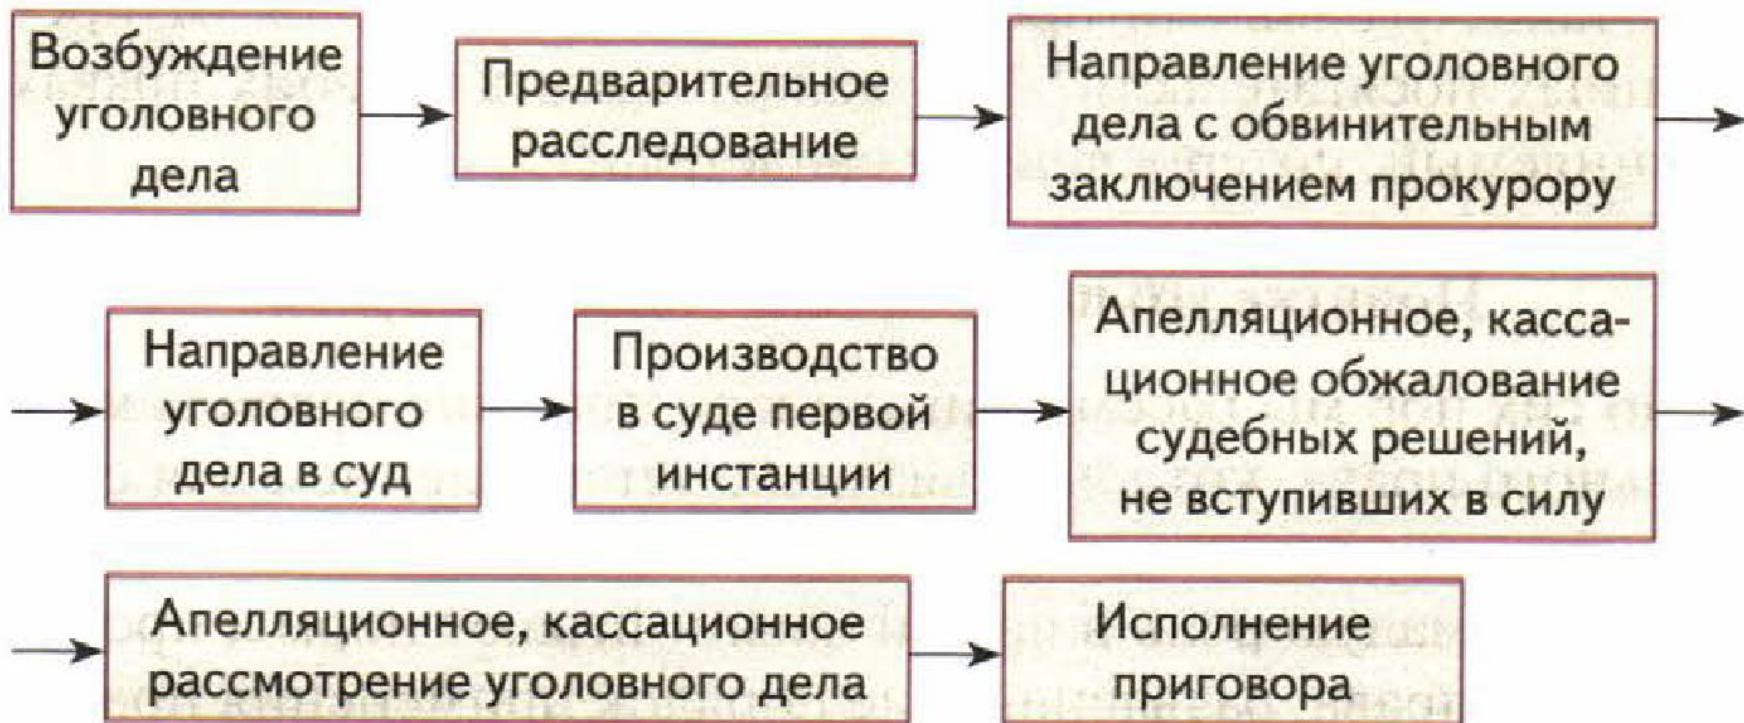 Возбуждение
уголовного
дела
Предварительное
расследование
Направление уголовного
дела с обвинительным
заключением прокурору
Направление
уголовного
дела в суд
Производство
в суде первой
инстанции
Апелляционное, касса-
ционное обжалование
судебных решений,
не вступивших в силу
Апелляционное, кассационное
рассмотрение уголовного дела
Исполнение
приговора